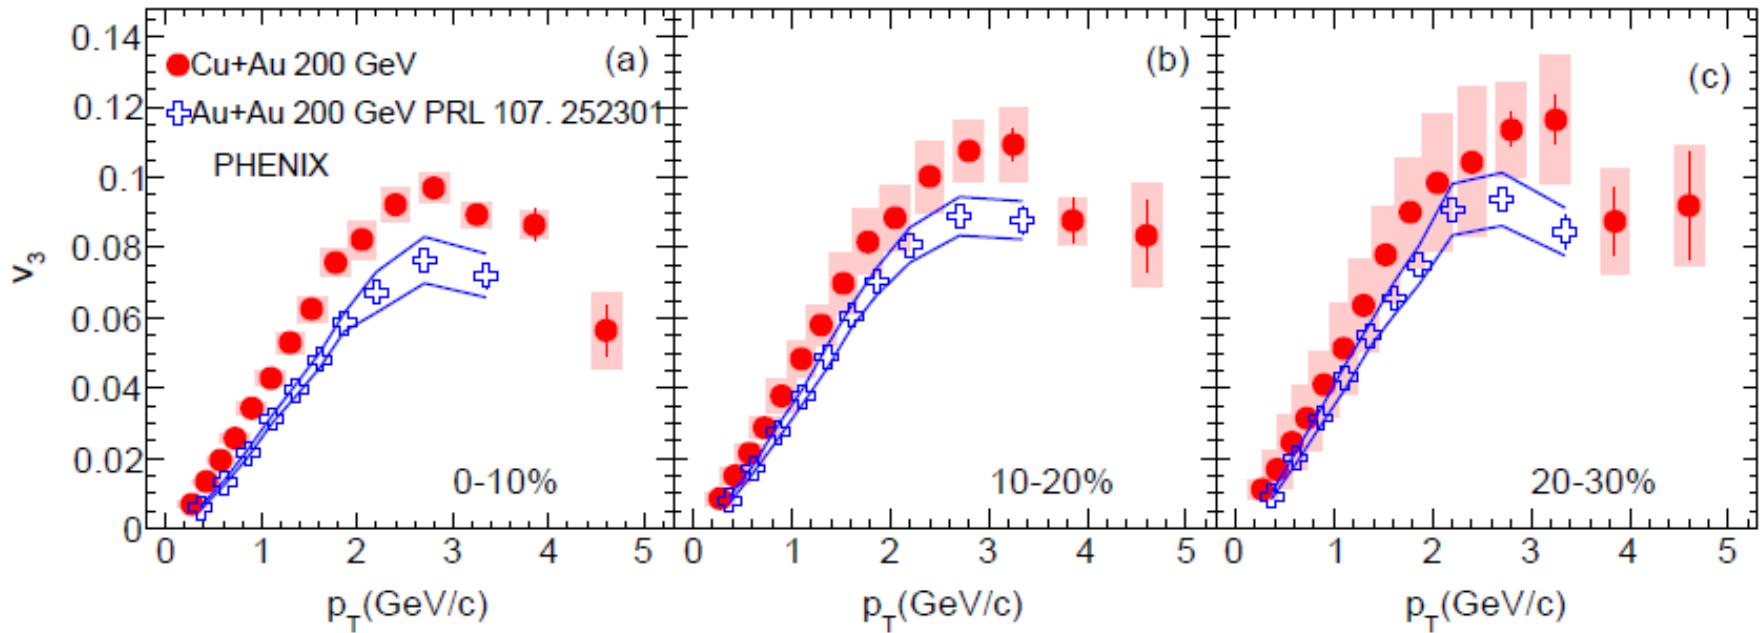 0.14
0.12
0.1
0.08
0.06
0.04
0.02
0
v3
Cu+Au 200 GeV
Au+Au 200 GeV PRL 107. 252301
PHENIX
(a)
0-10%
0 1 2 3 4 5
pT(GeV/c)
(b)
10-20%
0 1 2 3 4 5
pT(GeV/c)
(c)
20-30%
0 1 2 3 4 5
pT(GeV/c)